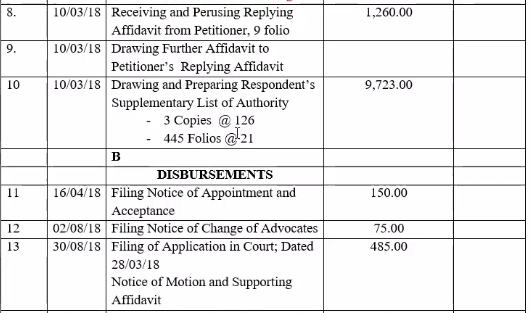 8. 10/03/18 Receiving and Perusing Replying 1,260.00
Affidavit from Petitioner, 9 folio
9. 10/03/18 Drawing Further Affidavit to
Petitioner's Replying Affidavit
10 10/03/18 Drawing and Preparing Respondent's 9,723.00
Supplementary List of Authority
- 3 Copies @ 126
- 445 Folios @ 21
B
DISBURSEMENTS
11 16/04/18 Filing Notice of Appointment and 150.00
Acceptance
12 02/08/18 Filing Notice of Change of Advocates 75.00
13 30/08/18 Filing of Application in Court; Dated 485.00
28/03/18
Notice of Motion and Supporting
Affidavit